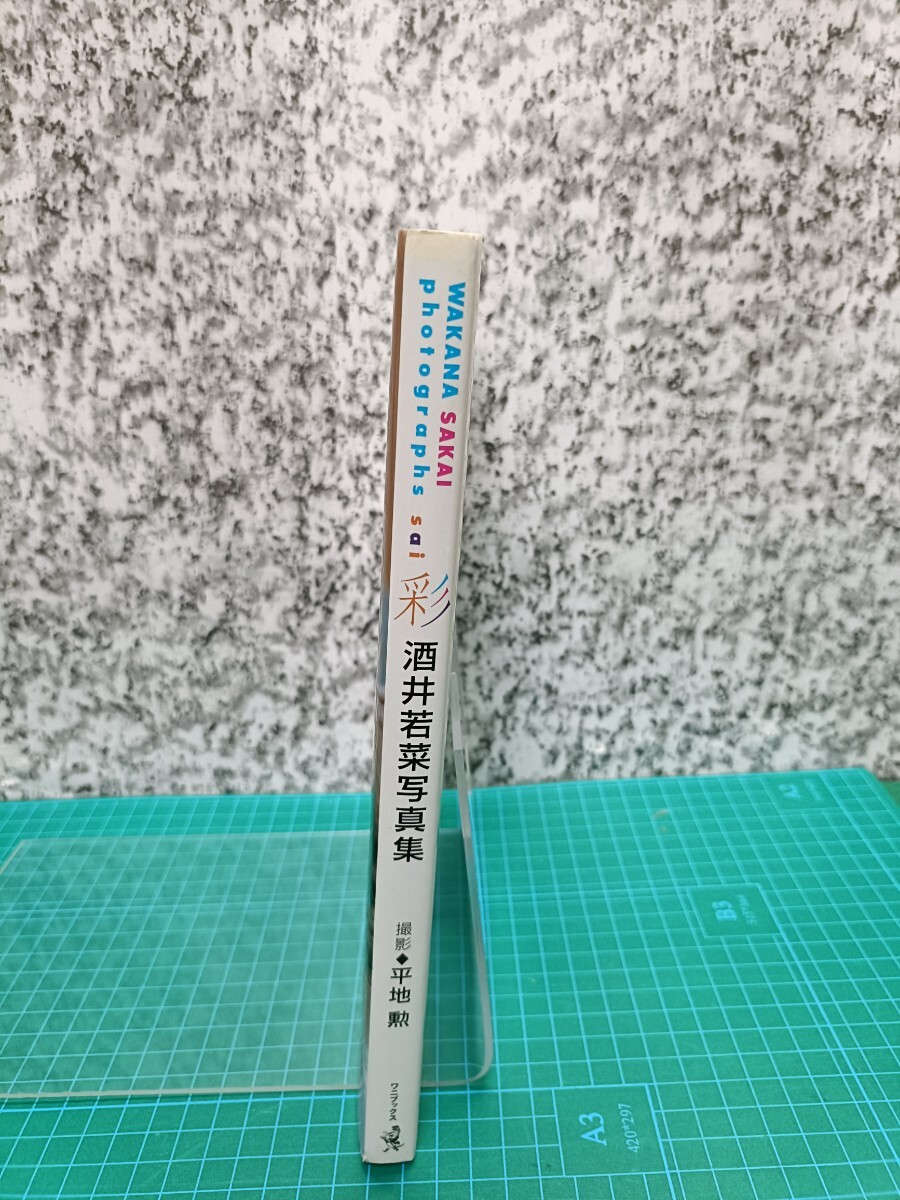 WAKANA SAKAI
photographs sai
彩
酒井若菜写真集
撮影◆平地 勲
ワニブックス
A3
420*297
B5